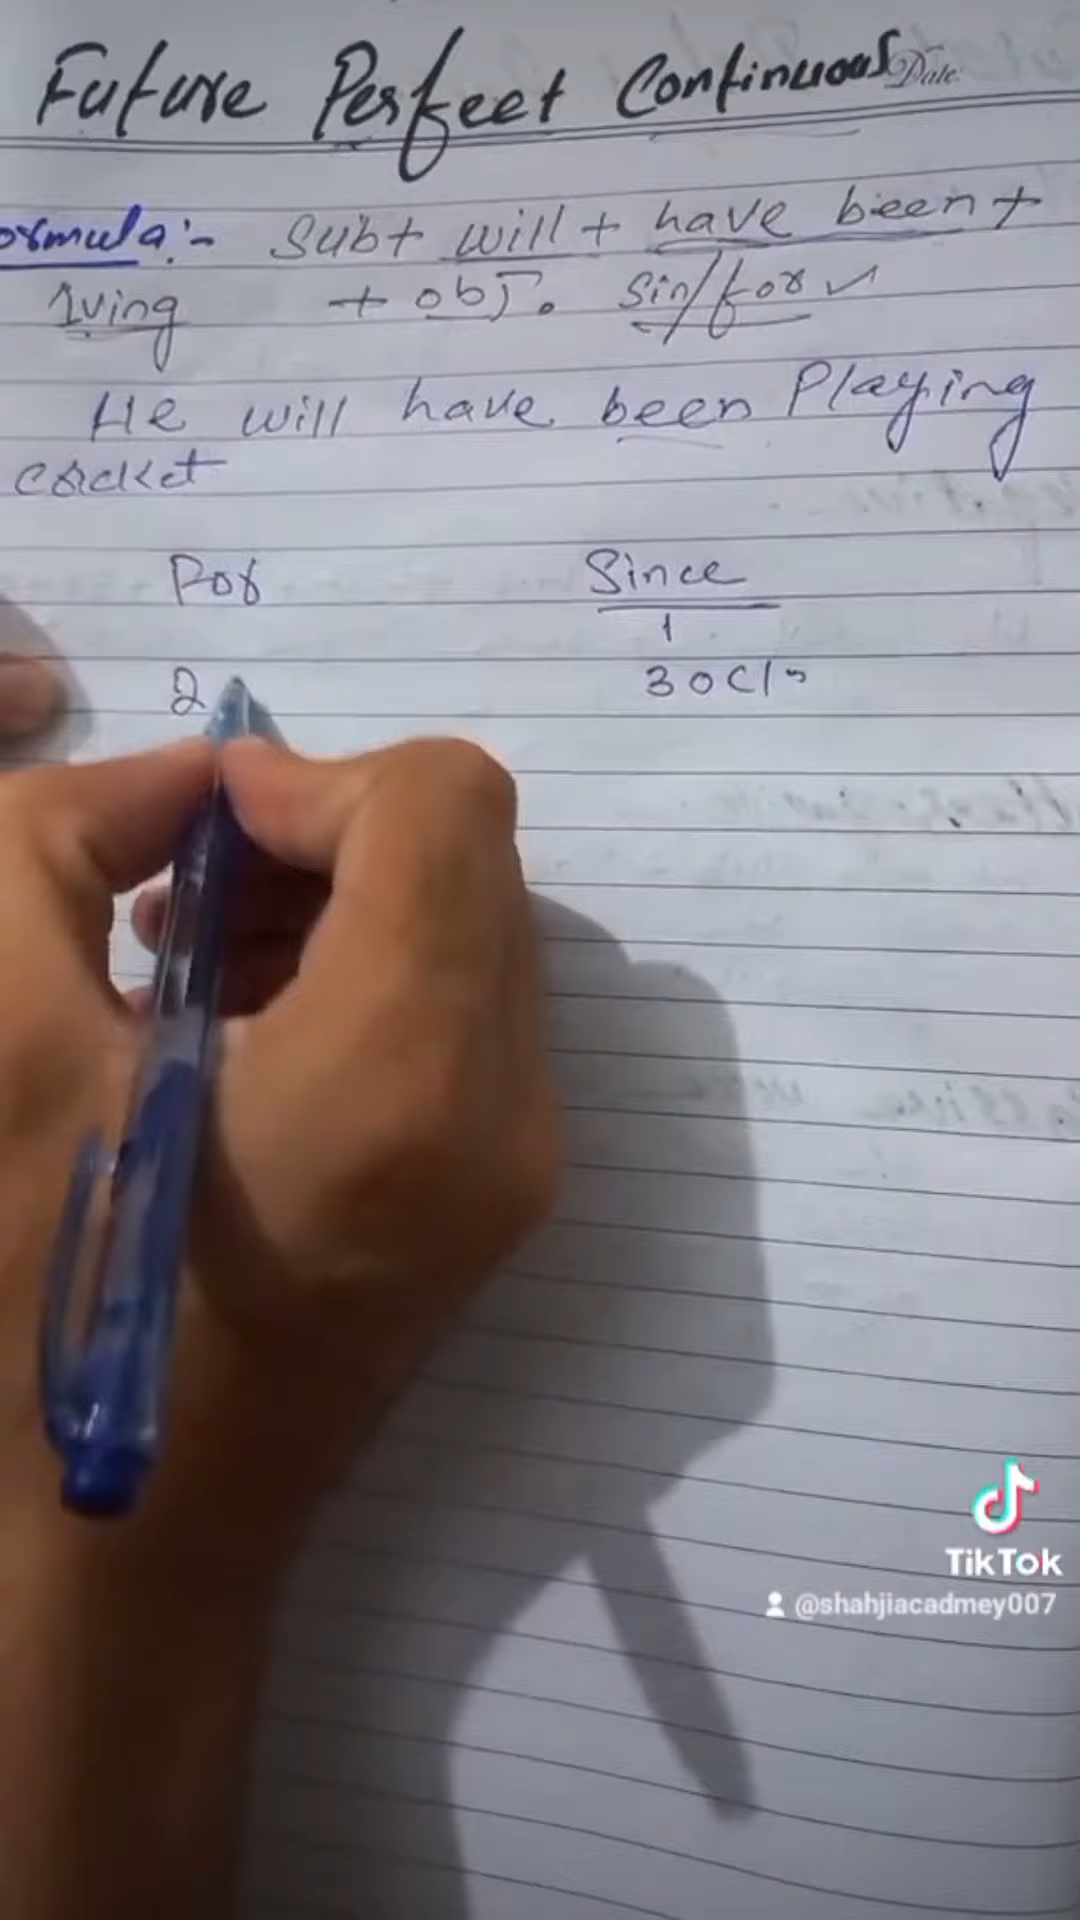 Future Perfect Continuous Date:
ormula:- Sub+ will + have been +
1ving + obj. Sin/for ✓
He will have been Playing
cricket
For Since
1
2 3 Oc/
TikTok
@shahjiacadmey007